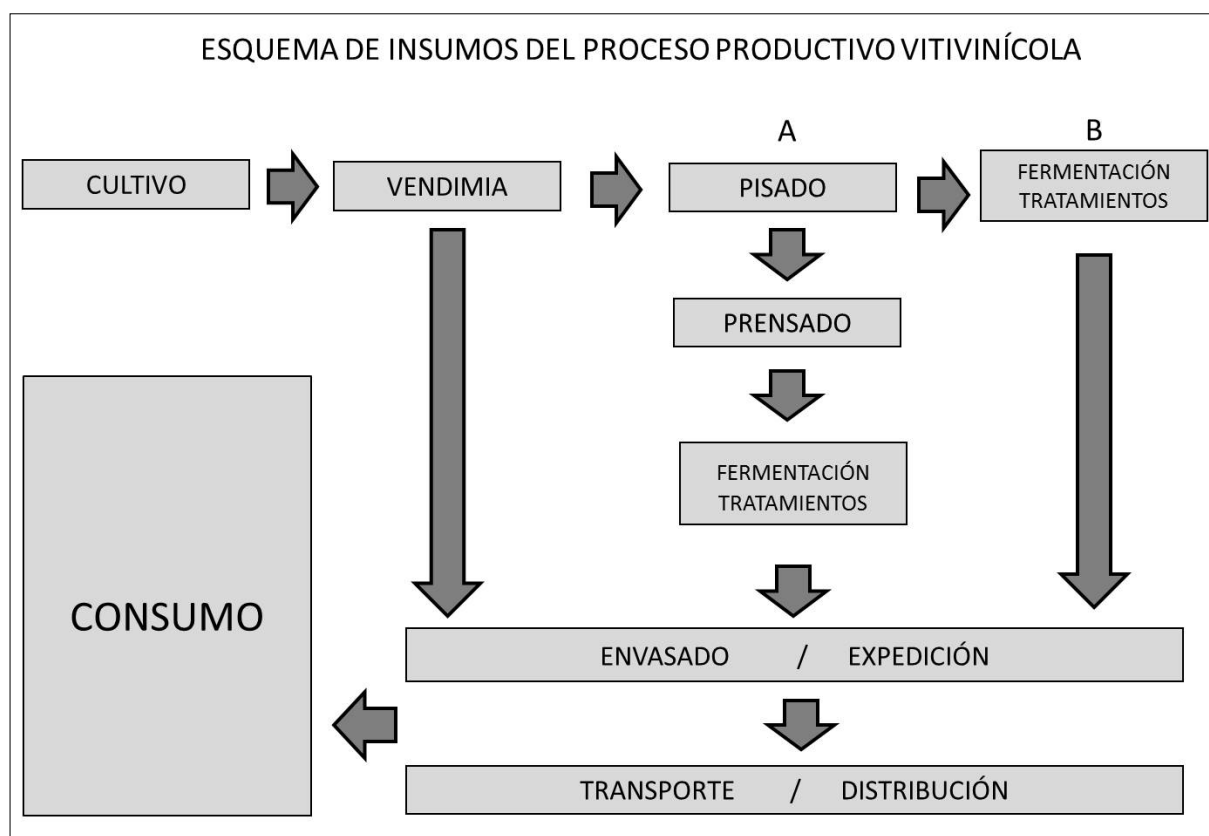 ESQUEMA DE INSUMOS DEL PROCESO PRODUCTIVO VITIVINÍCOLA
A
B
CULTIVO
VENDIMIA
PISADO
FERMENTACIÓN
TRATAMIENTOS
PRENSADO
FERMENTACIÓN
TRATAMIENTOS
CONSUMO
ENVASADO / EXPEDICIÓN
TRANSPORTE / DISTRIBUCIÓN